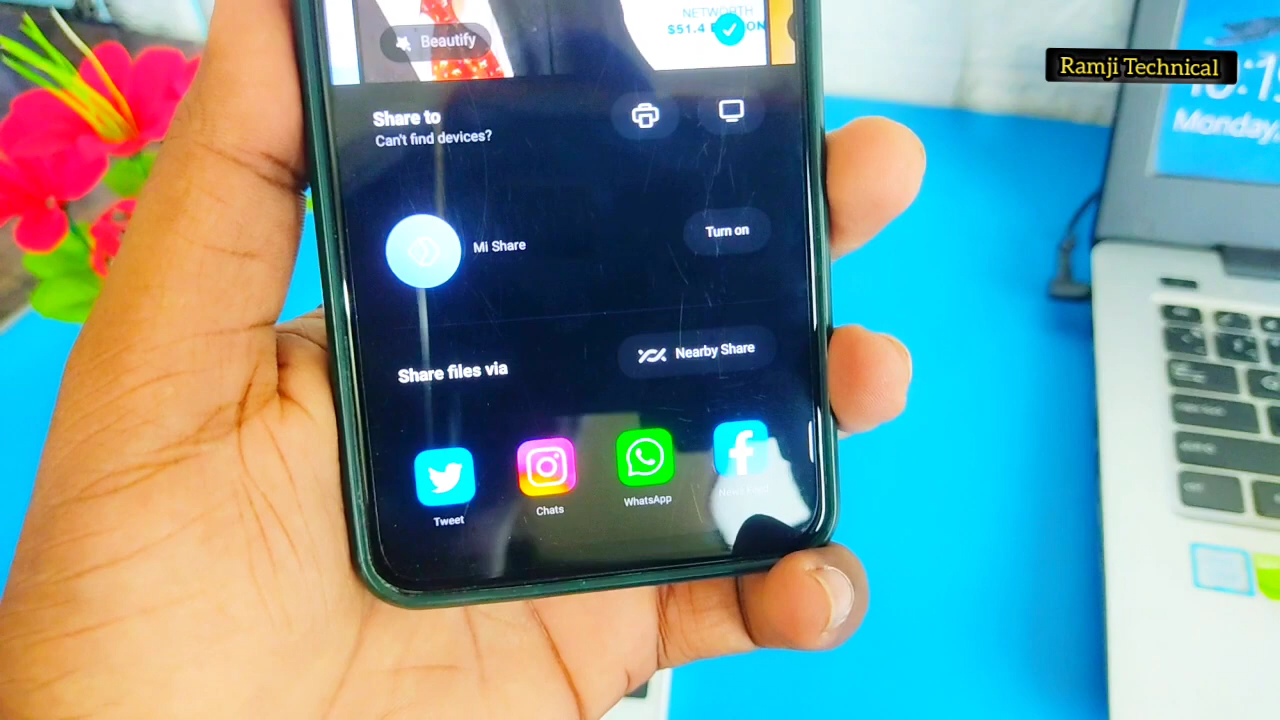 Beautify
NETWORTH
Ramji Technical
Monday,
Share to
Can't find devices?
Mi Share
Turn on
Nearby Share
Share files via
Tweet
Chats
WhatsApp